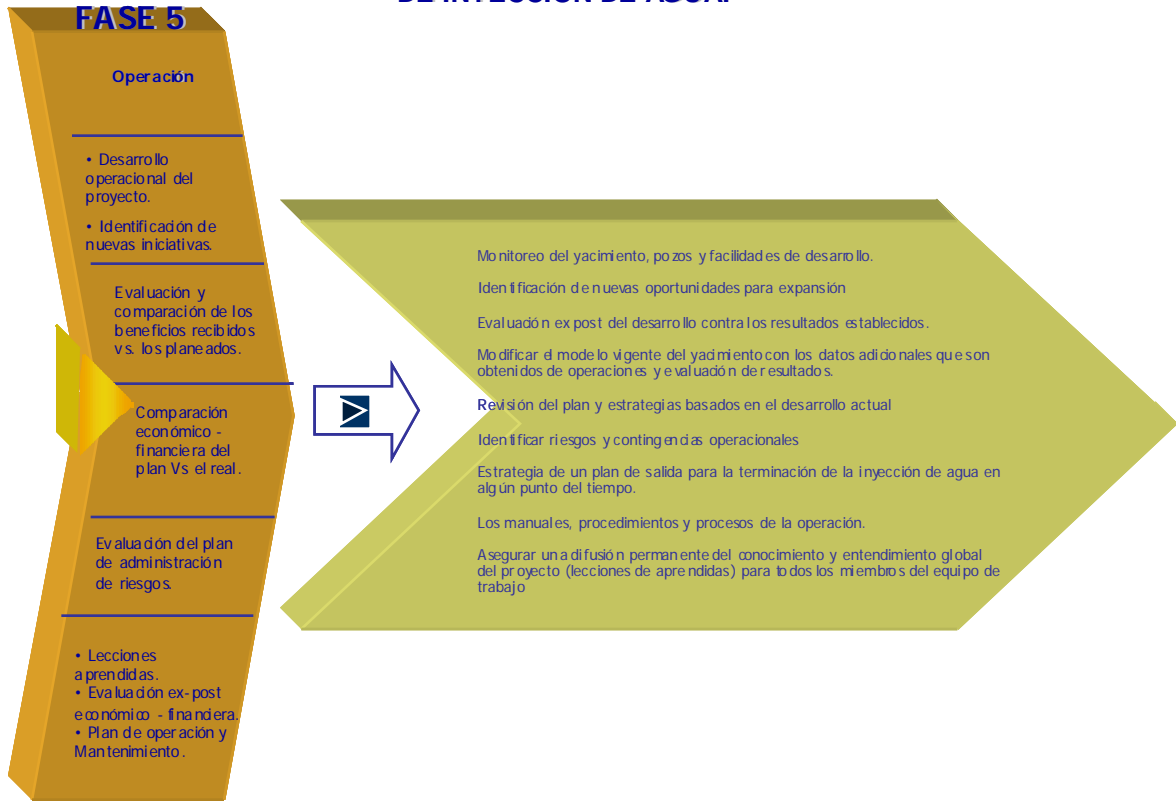 DE INYECCIÓN DE AGUA.
FASE 5
Operación
• Desarrollo
operacional del
proyecto.
• Identificación de
nuevas iniciativas.
Evaluación y
comparación de los
beneficios recibidos
vs. los planeados.
Comparación
económico -
financiera del
plan Vs el real.
Evaluación del plan
de administración
de riesgos.
• Lecciones
aprendidas.
• Evaluación ex-post
económico - financiera.
• Plan de operación y
Mantenimiento.
V
Monitoreo del yacimiento, pozos y facilidades de desarrollo.
Identificación de nuevas oportunidades para expansión
Evaluación ex post del desarrollo contra los resultados establecidos.
Modificar el modelo vigente del yacimiento con los datos adicionales que son
obtenidos de operaciones y evaluación de resultados.
Revisión del plan y estrategias basados en el desarrollo actual
Identificar riesgos y contingencias operacionales
Estrategia de un plan de salida para la terminación de la inyección de agua en
algún punto del tiempo.
Los manuales, procedimientos y procesos de la operación.
Asegurar una difusión permanente del conocimiento y entendimiento global
del proyecto (lecciones de aprendidas) para todos los miembros del equipo de
trabajo